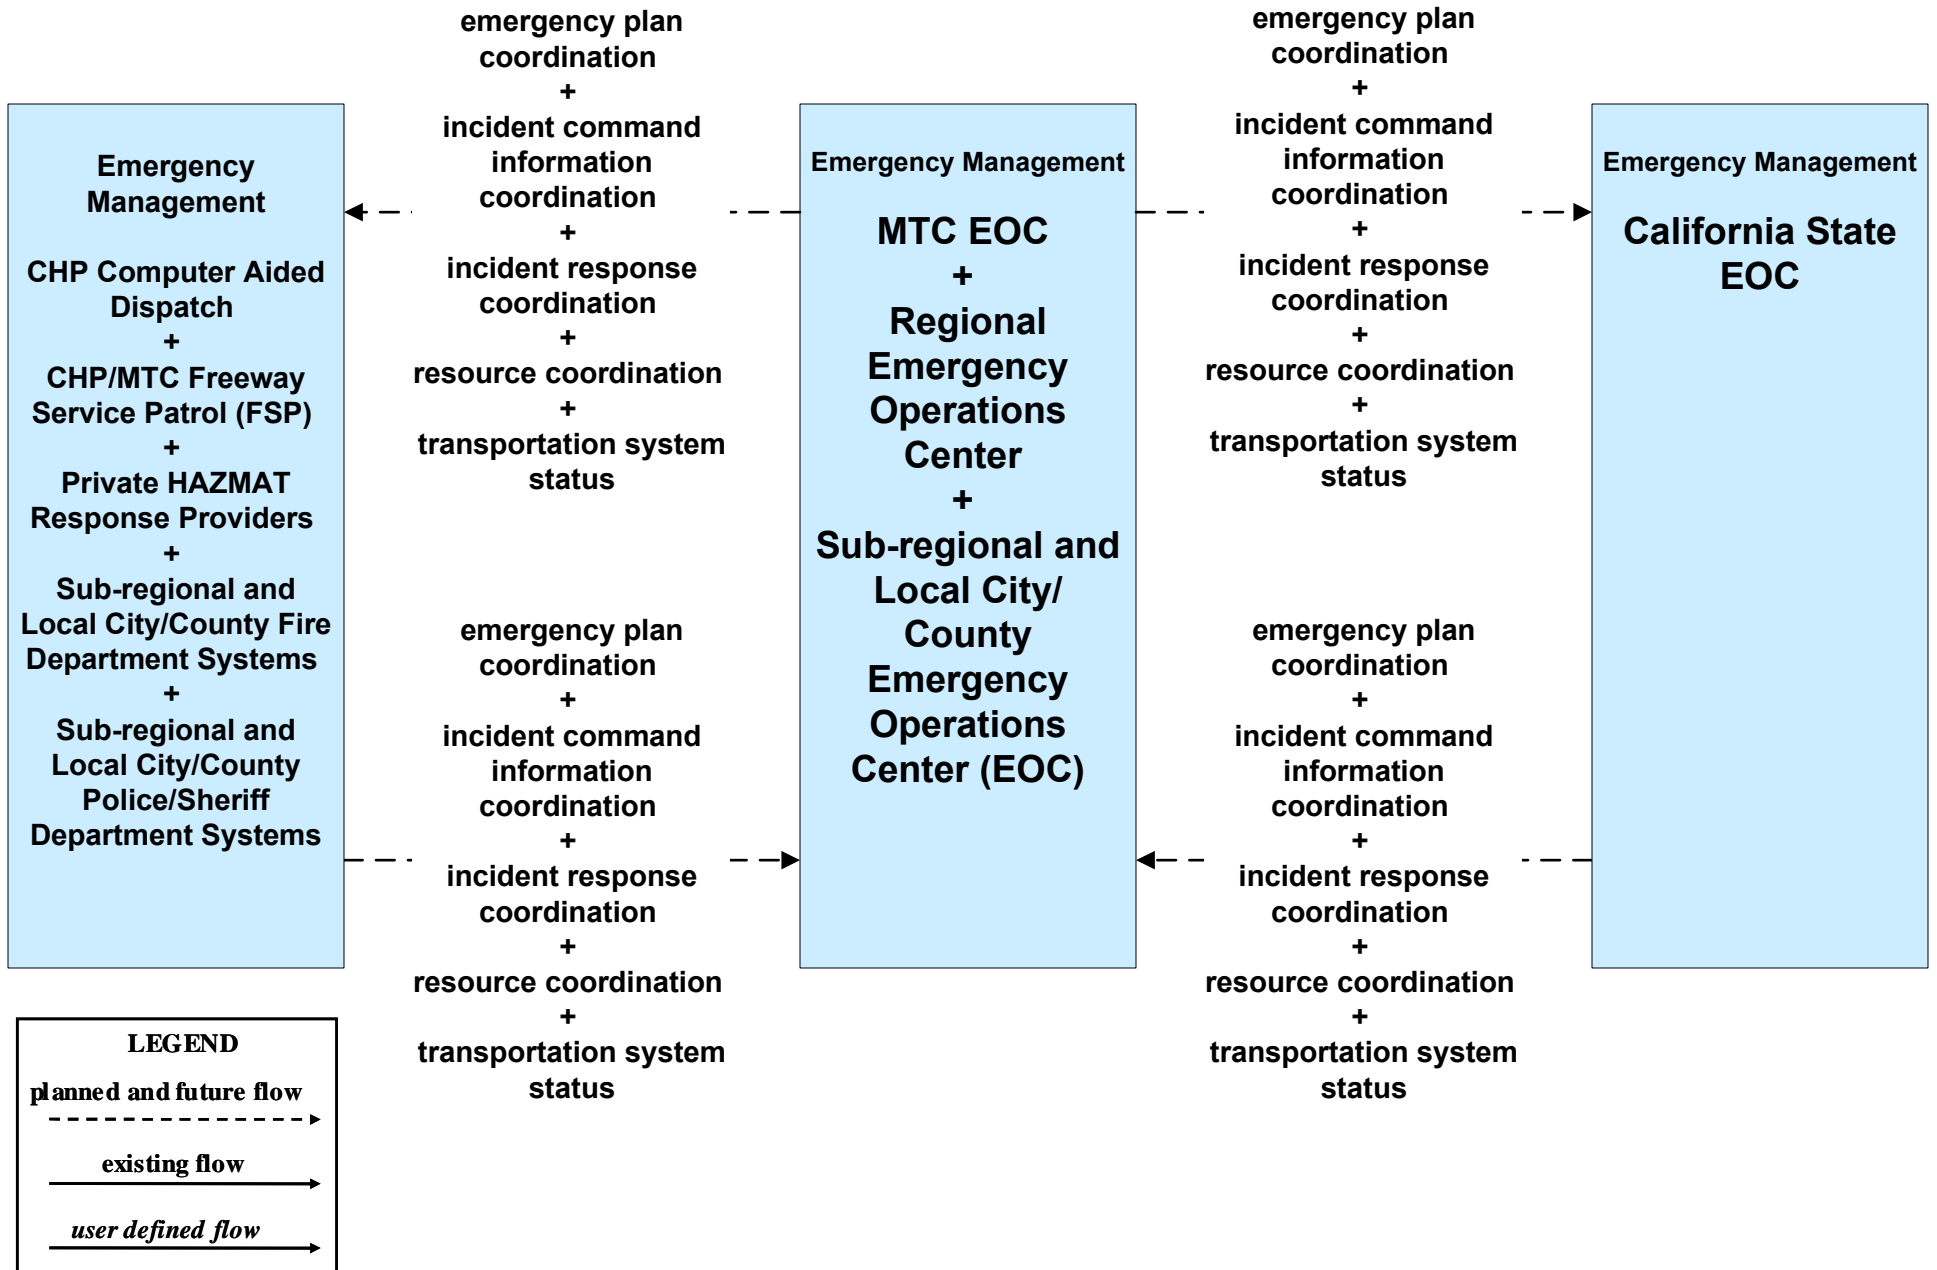 emergency plan
coordination
+
incident command
information
coordination
+
incident response
coordination
+
resource coordination
+
transportation system
status
emergency plan
coordination
+
incident command
information
coordination
+
incident response
coordination
+
resource coordination
+
transportation system
status
Emergency
Management
CHP Computer Aided
Dispatch
+
CHP/MTC Freeway
Service Patrol (FSP)
+
Private HAZMAT
Response Providers
+
Sub-regional and
Local City/County Fire
Department Systems
+
Sub-regional and
Local City/County
Police/Sheriff
Department Systems
Emergency Management
MTC EOC
+
Regional
Emergency
Operations
Center
+
Sub-regional and
Local City/
County
Emergency
Operations
Center (EOC)
Emergency Management
California State
EOC
emergency plan
coordination
+
incident command
information
coordination
+
incident response
coordination
+
resource coordination
+
transportation system
status
emergency plan
coordination
+
incident command
information
coordination
+
incident response
coordination
+
resource coordination
+
transportation system
status
LEGEND
planned and future flow
existing flow
user defined flow